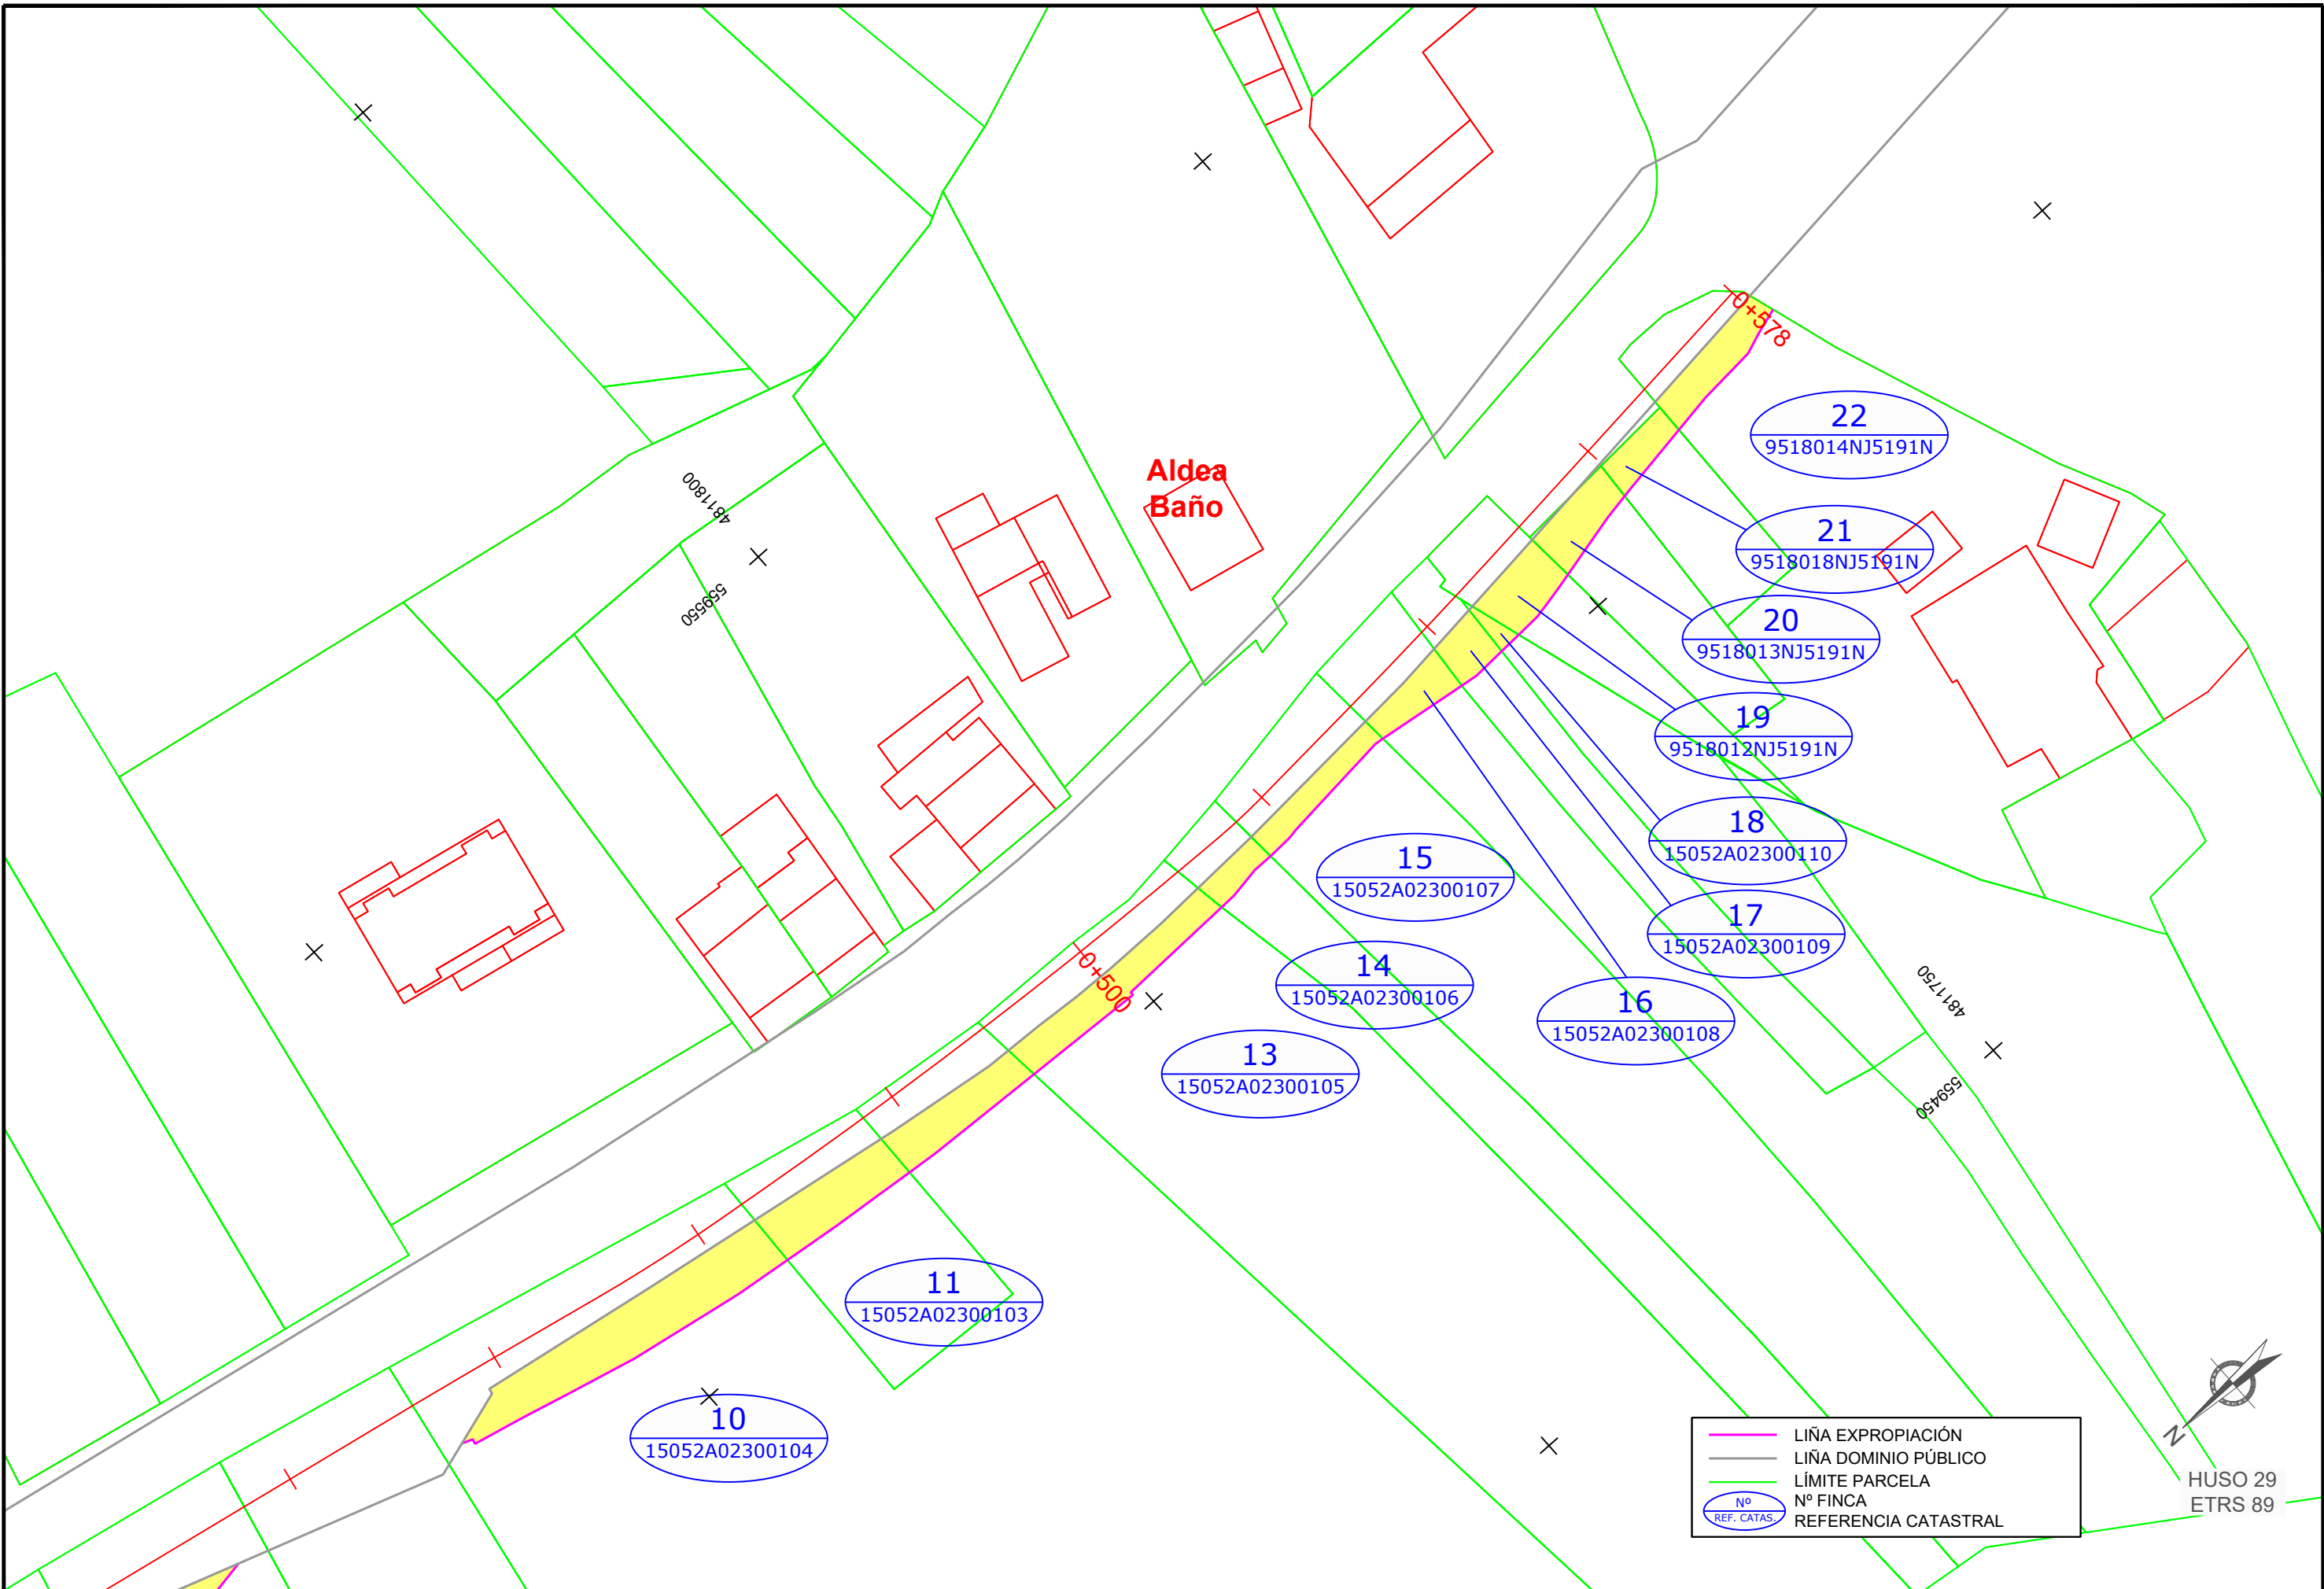 0+578
22
9518014NJ5191N
Aldea
Baño
4811800
21
9518018NJ5191N
559550
20
9518013NJ5191N
19
9518012NJ5191N
18
15052A02300110
15
15052A02300107
17
15052A02300109
0+500
14
15052A02300106
16
15052A02300108
4811750
13
15052A02300105
559450
11
15052A02300103
10
15052A02300104
LIÑA EXPROPIACIÓN
LIÑA DOMINIO PÚBLICO
LÍMITE PARCELA
Nº
REF. CATAS.
Nº FINCA
REFERENCIA CATASTRAL
N
HUSO 29
ETRS 89